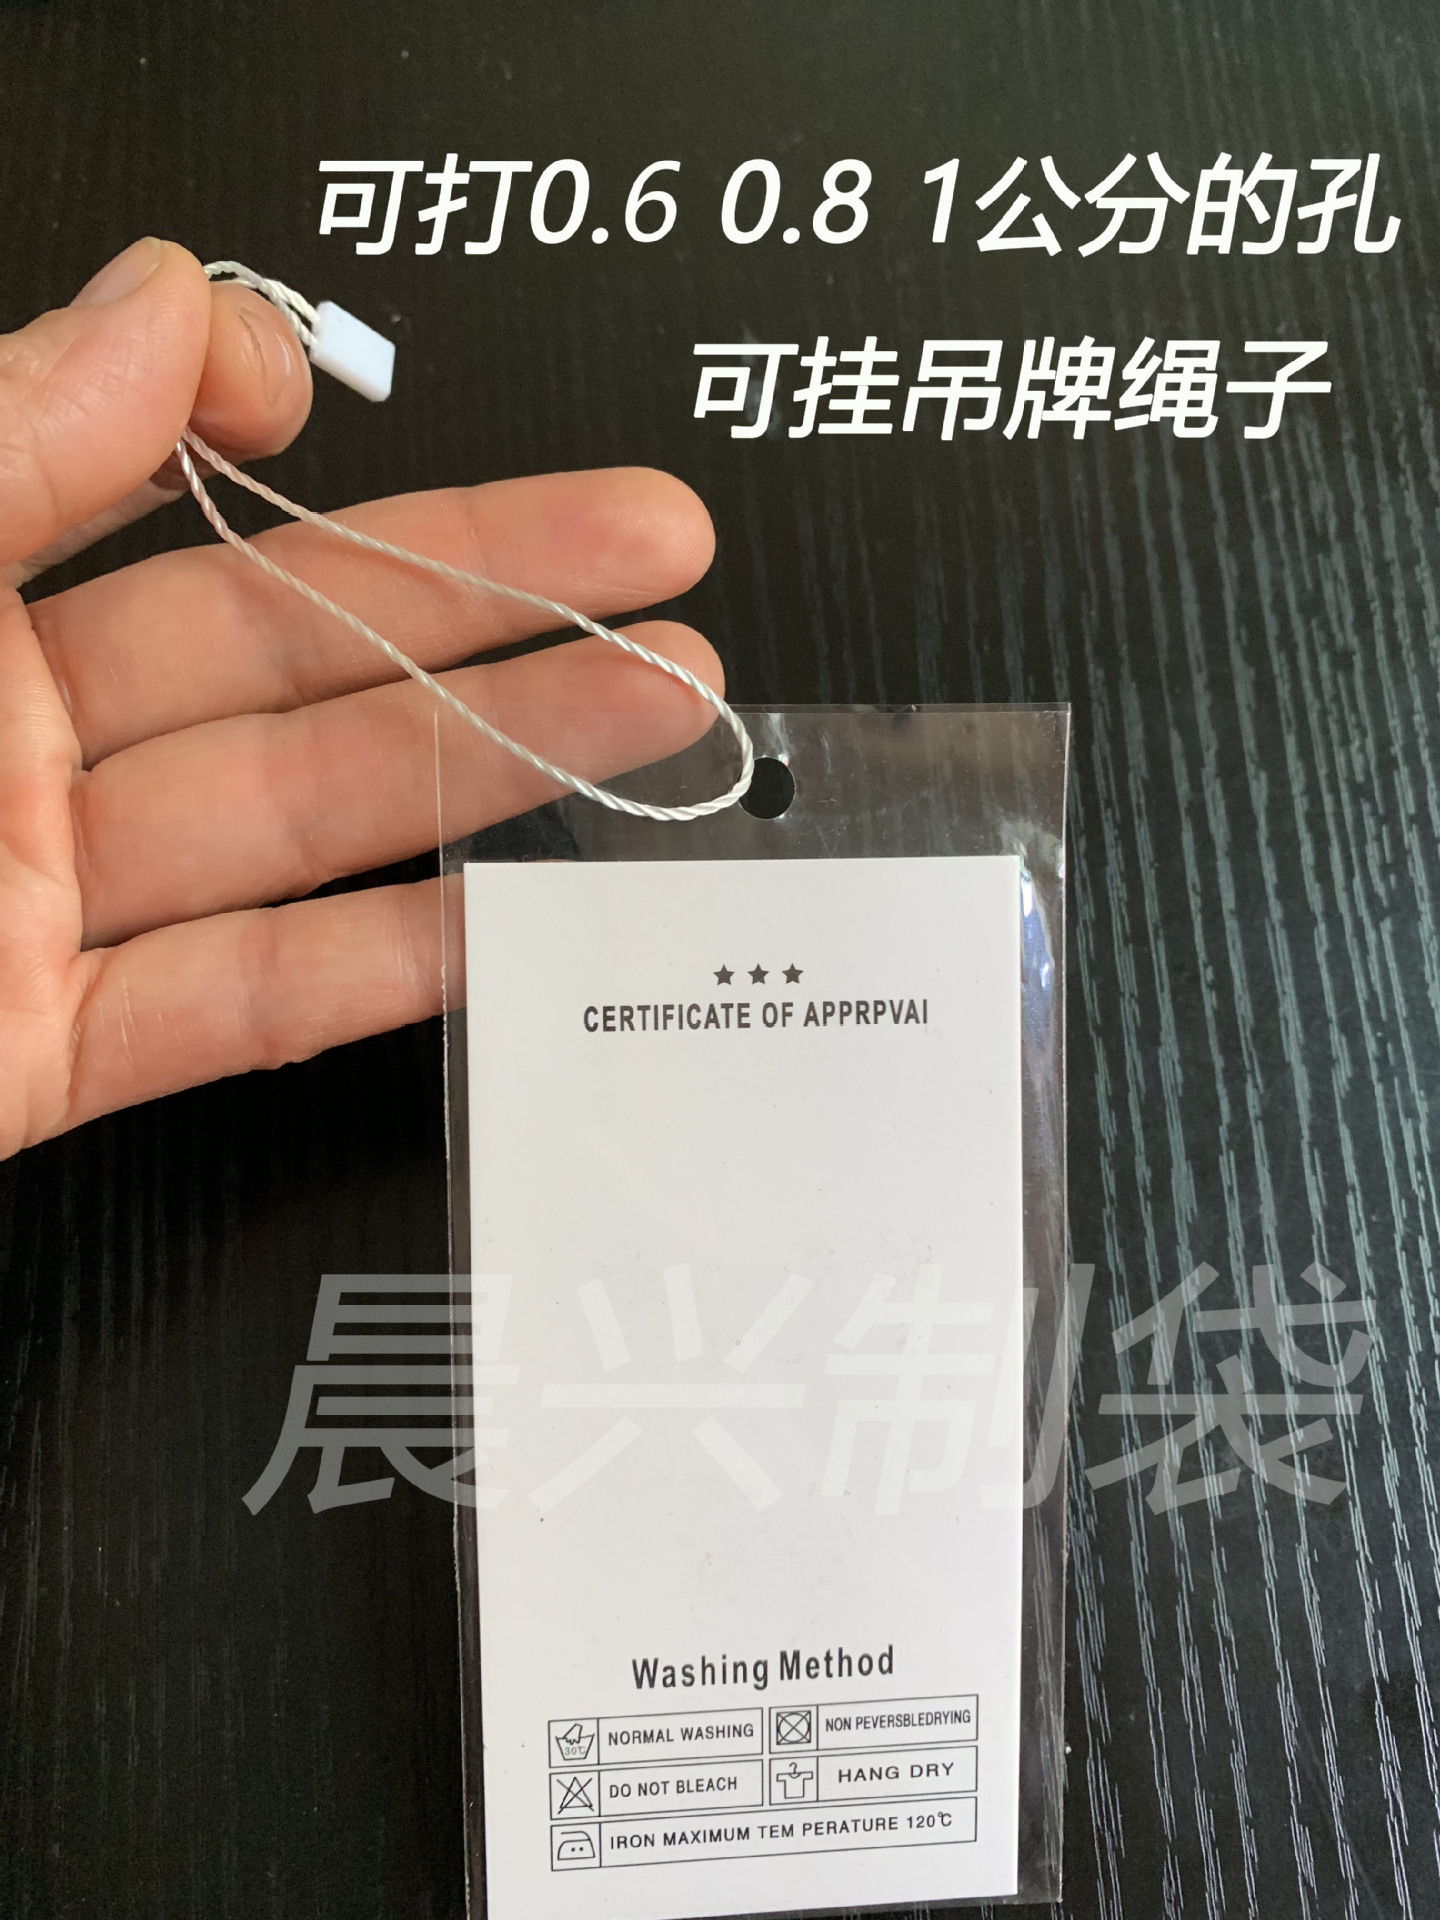 可打0.6 0.8 1公分的孔
可挂吊牌绳子
★ ★ ★
CERTIFICATE OF APPRPVAI
晨兴制袋
Washing Method
30℃ NORMAL WASHING
NON PEVERSBLEDRYING
DO NOT BLEACH
HANG DRY
IRON MAXIMUM TEM PERATURE 120℃